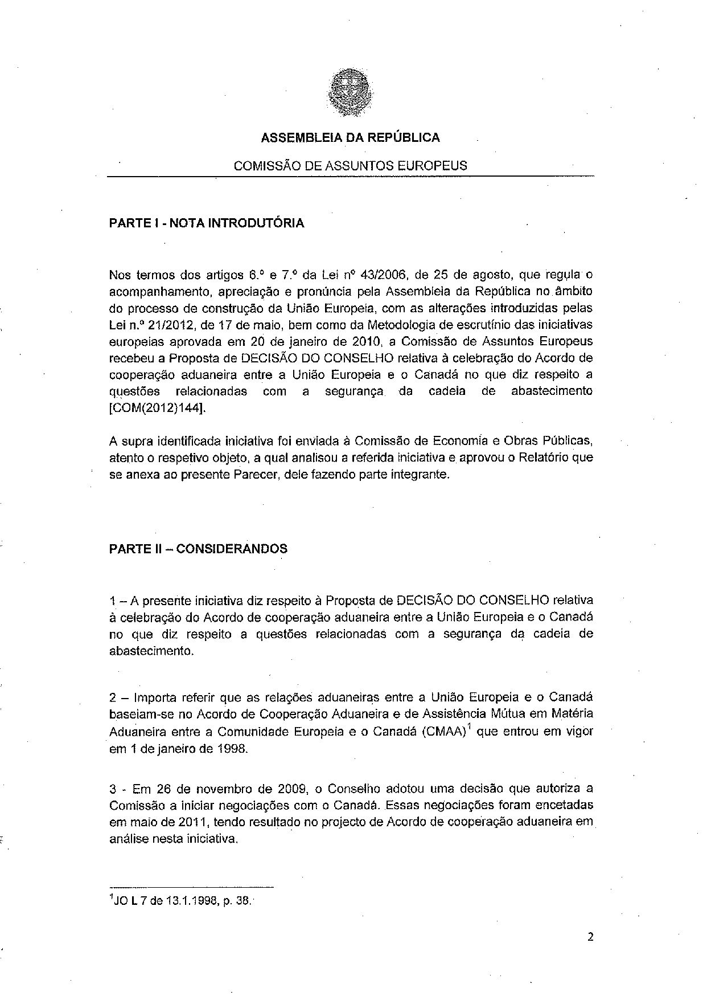 ASSEMBLEIA DA REPÚBLICA
COMISSÃO DE ASSUNTOS EUROPEUS
PARTE I - NOTA INTRODUTÓRIA
Nos termos dos artigos 6.º e 7.º da Lei nº 43/2006, de 25 de agosto, que regula o
acompanhamento, apreciação e pronúncia pela Assembleia da República no âmbito
do processo de construção da União Europeia, com as alterações introduzidas pelas
Lei n.º 21/2012, de 17 de maio, bem como da Metodologia de escrutínio das iniciativas
europeias aprovada em 20 de janeiro de 2010, a Comissão de Assuntos Europeus
recebeu a Proposta de DECISÃO DO CONSELHO relativa à celebração do Acordo de
cooperação aduaneira entre a União Europeia e o Canadá no que diz respeito a
questões relacionadas com a segurança da cadeia de abastecimento
[COM(2012)144].
A supra identificada iniciativa foi enviada à Comissão de Economia e Obras Públicas,
atento o respetivo objeto, a qual analisou a referida iniciativa e aprovou o Relatório que
se anexa ao presente Parecer, dele fazendo parte integrante.
PARTE II – CONSIDERANDOS
1 – A presente iniciativa diz respeito à Proposta de DECISÃO DO CONSELHO relativa
à celebração do Acordo de cooperação aduaneira entre a União Europeia e o Canadá
no que diz respeito a questões relacionadas com a segurança da cadeia de
abastecimento.
2 – Importa referir que as relações aduaneiras entre a União Europeia e o Canadá
baseiam-se no Acordo de Cooperação Aduaneira e de Assistência Mútua em Matéria
Aduaneira entre a Comunidade Europeia e o Canadá (CMAA)¹ que entrou em vigor
em 1 de janeiro de 1998.
3 - Em 26 de novembro de 2009, o Conselho adotou uma decisão que autoriza a
Comissão a iniciar negociações com o Canadá. Essas negociações foram encetadas
em maio de 2011, tendo resultado no projecto de Acordo de cooperação aduaneira em
análise nesta iniciativa.
¹JO L 7 de 13.1.1998, p. 38.
2